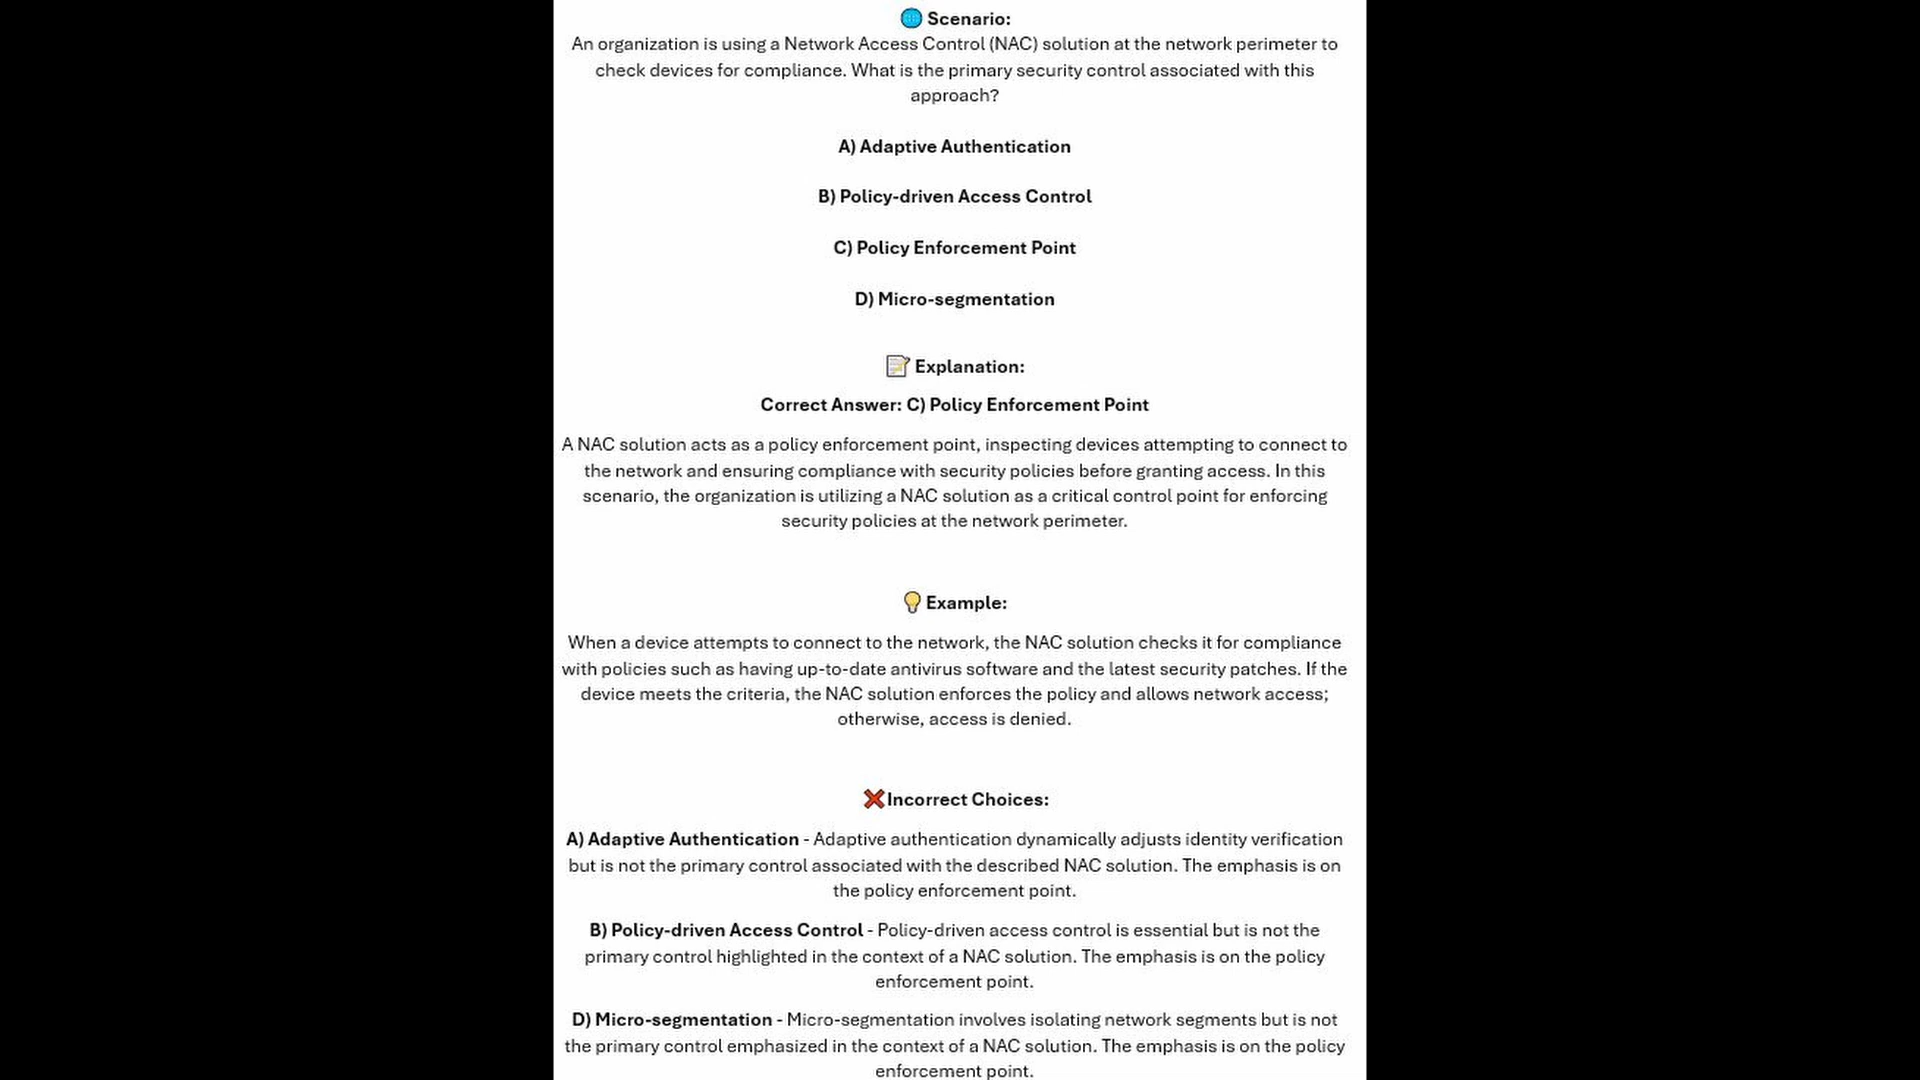 🌐 Scenario:
An organization is using a Network Access Control (NAC) solution at the network perimeter to
check devices for compliance. What is the primary security control associated with this
approach?
A) Adaptive Authentication
B) Policy-driven Access Control
C) Policy Enforcement Point
D) Micro-segmentation
📝 Explanation:
Correct Answer: C) Policy Enforcement Point
A NAC solution acts as a policy enforcement point, inspecting devices attempting to connect to
the network and ensuring compliance with security policies before granting access. In this
scenario, the organization is utilizing a NAC solution as a critical control point for enforcing
security policies at the network perimeter.
💡 Example:
When a device attempts to connect to the network, the NAC solution checks it for compliance
with policies such as having up-to-date antivirus software and the latest security patches. If the
device meets the criteria, the NAC solution enforces the policy and allows network access;
otherwise, access is denied.
❌Incorrect Choices:
A) Adaptive Authentication - Adaptive authentication dynamically adjusts identity verification
but is not the primary control associated with the described NAC solution. The emphasis is on
the policy enforcement point.
B) Policy-driven Access Control - Policy-driven access control is essential but is not the
primary control highlighted in the context of a NAC solution. The emphasis is on the policy
enforcement point.
D) Micro-segmentation - Micro-segmentation involves isolating network segments but is not
the primary control emphasized in the context of a NAC solution. The emphasis is on the policy
enforcement point.